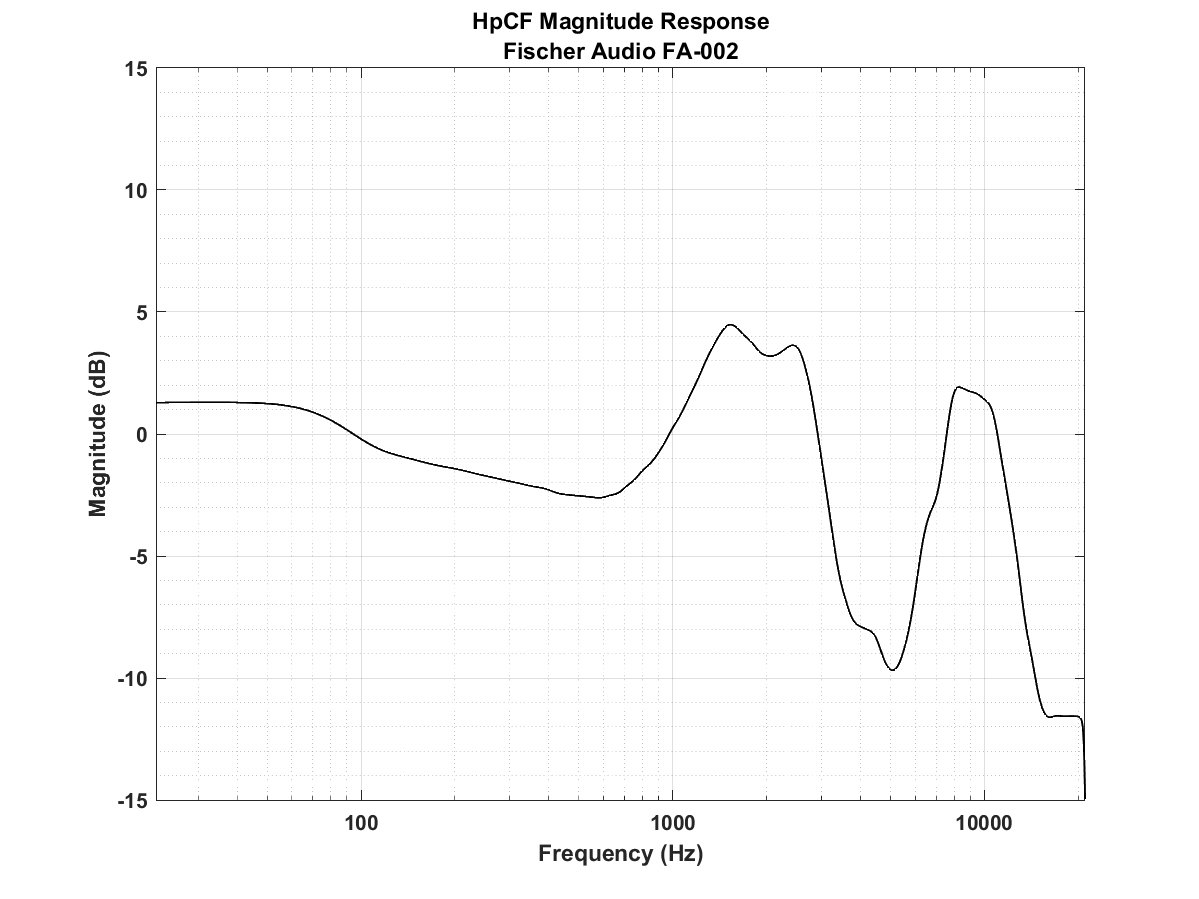 HpCF Magnitude Response
Fischer Audio FA-002
15
10
5
0
-5
-10
-15
Magnitude (dB)
100
1000
10000
Frequency (Hz)